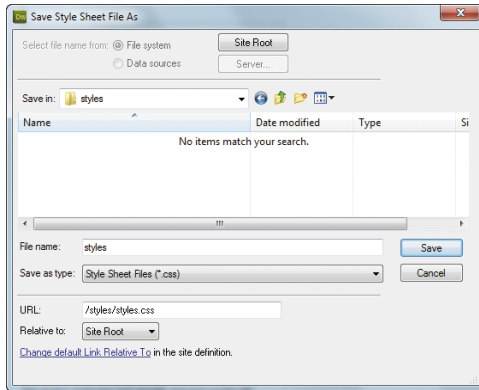 Dw Save Style Sheet File As
Select file name from: File system Site Root
Data sources Server...
Save in: styles
Name Date modified Type Si
No items match your search.
File name: styles Save
Save as type: Style Sheet Files (*.css) Cancel
URL: /styles/styles.css
Relative to: Site Root
Change default Link Relative To in the site definition.